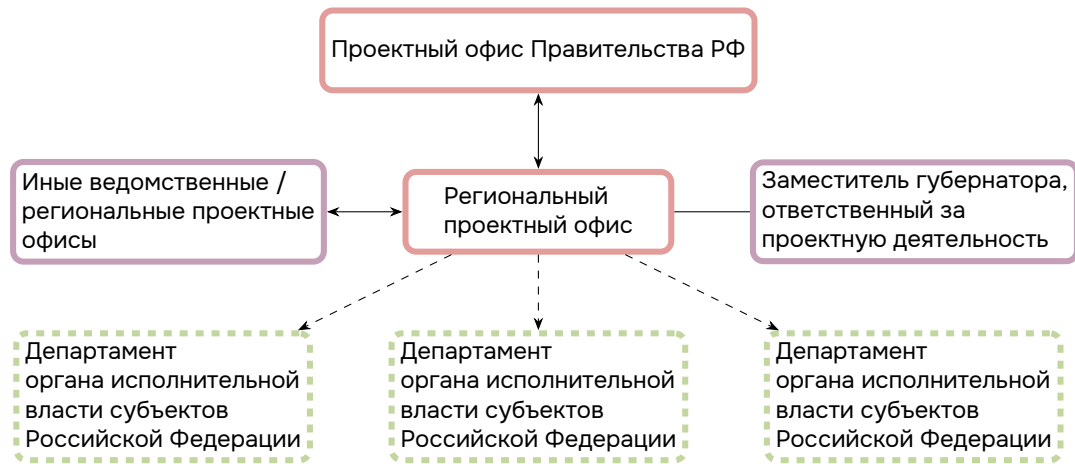 Проектный офис Правительства РФ
Иные ведомственные /
региональные проектные
офисы
Региональный
проектный офис
Заместитель губернатора,
ответственный за
проектную деятельность
Департамент
органа исполнительной
власти субъектов
Российской Федерации
Департамент
органа исполнительной
власти субъектов
Российской Федерации
Департамент
органа исполнительной
власти субъектов
Российской Федерации